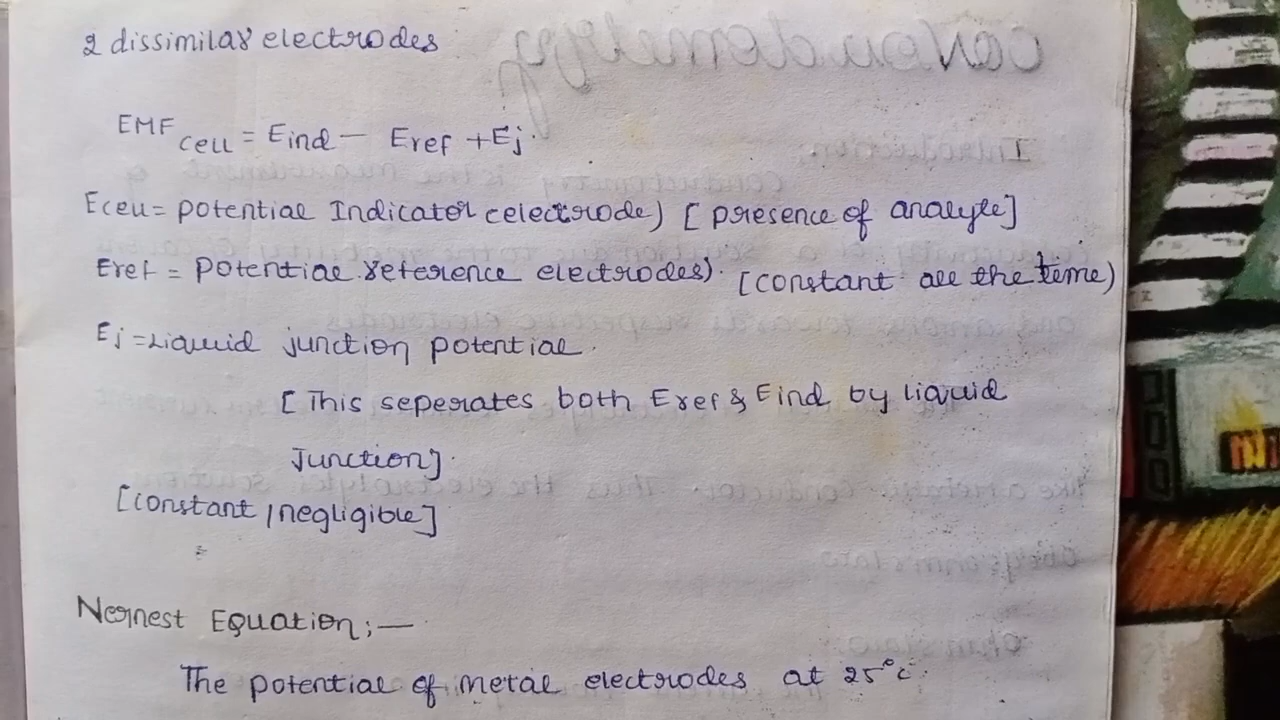 2 dissimilar electrodes
EMF cell = Eind — Eref + Ej.
Ecell = potential Indicator celectrode) [presence of analyte]
Eref = potential reference electrodes). [constant all the time)
Ej = Liquid junction potential.
[This seperates both Eref & Eind by liquid
Junction].
[constant / negligible]
Nernest Equation; —
The potential of metal electrodes at 25°c.